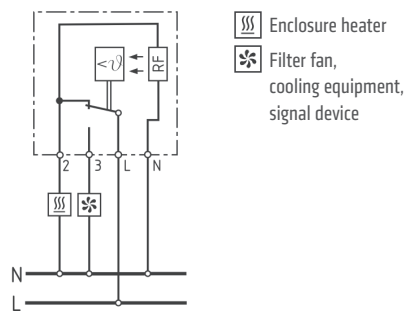 Enclosure heater
Filter fan,
cooling equipment,
signal device
<ϑ
RF
2 3 L N
N
L